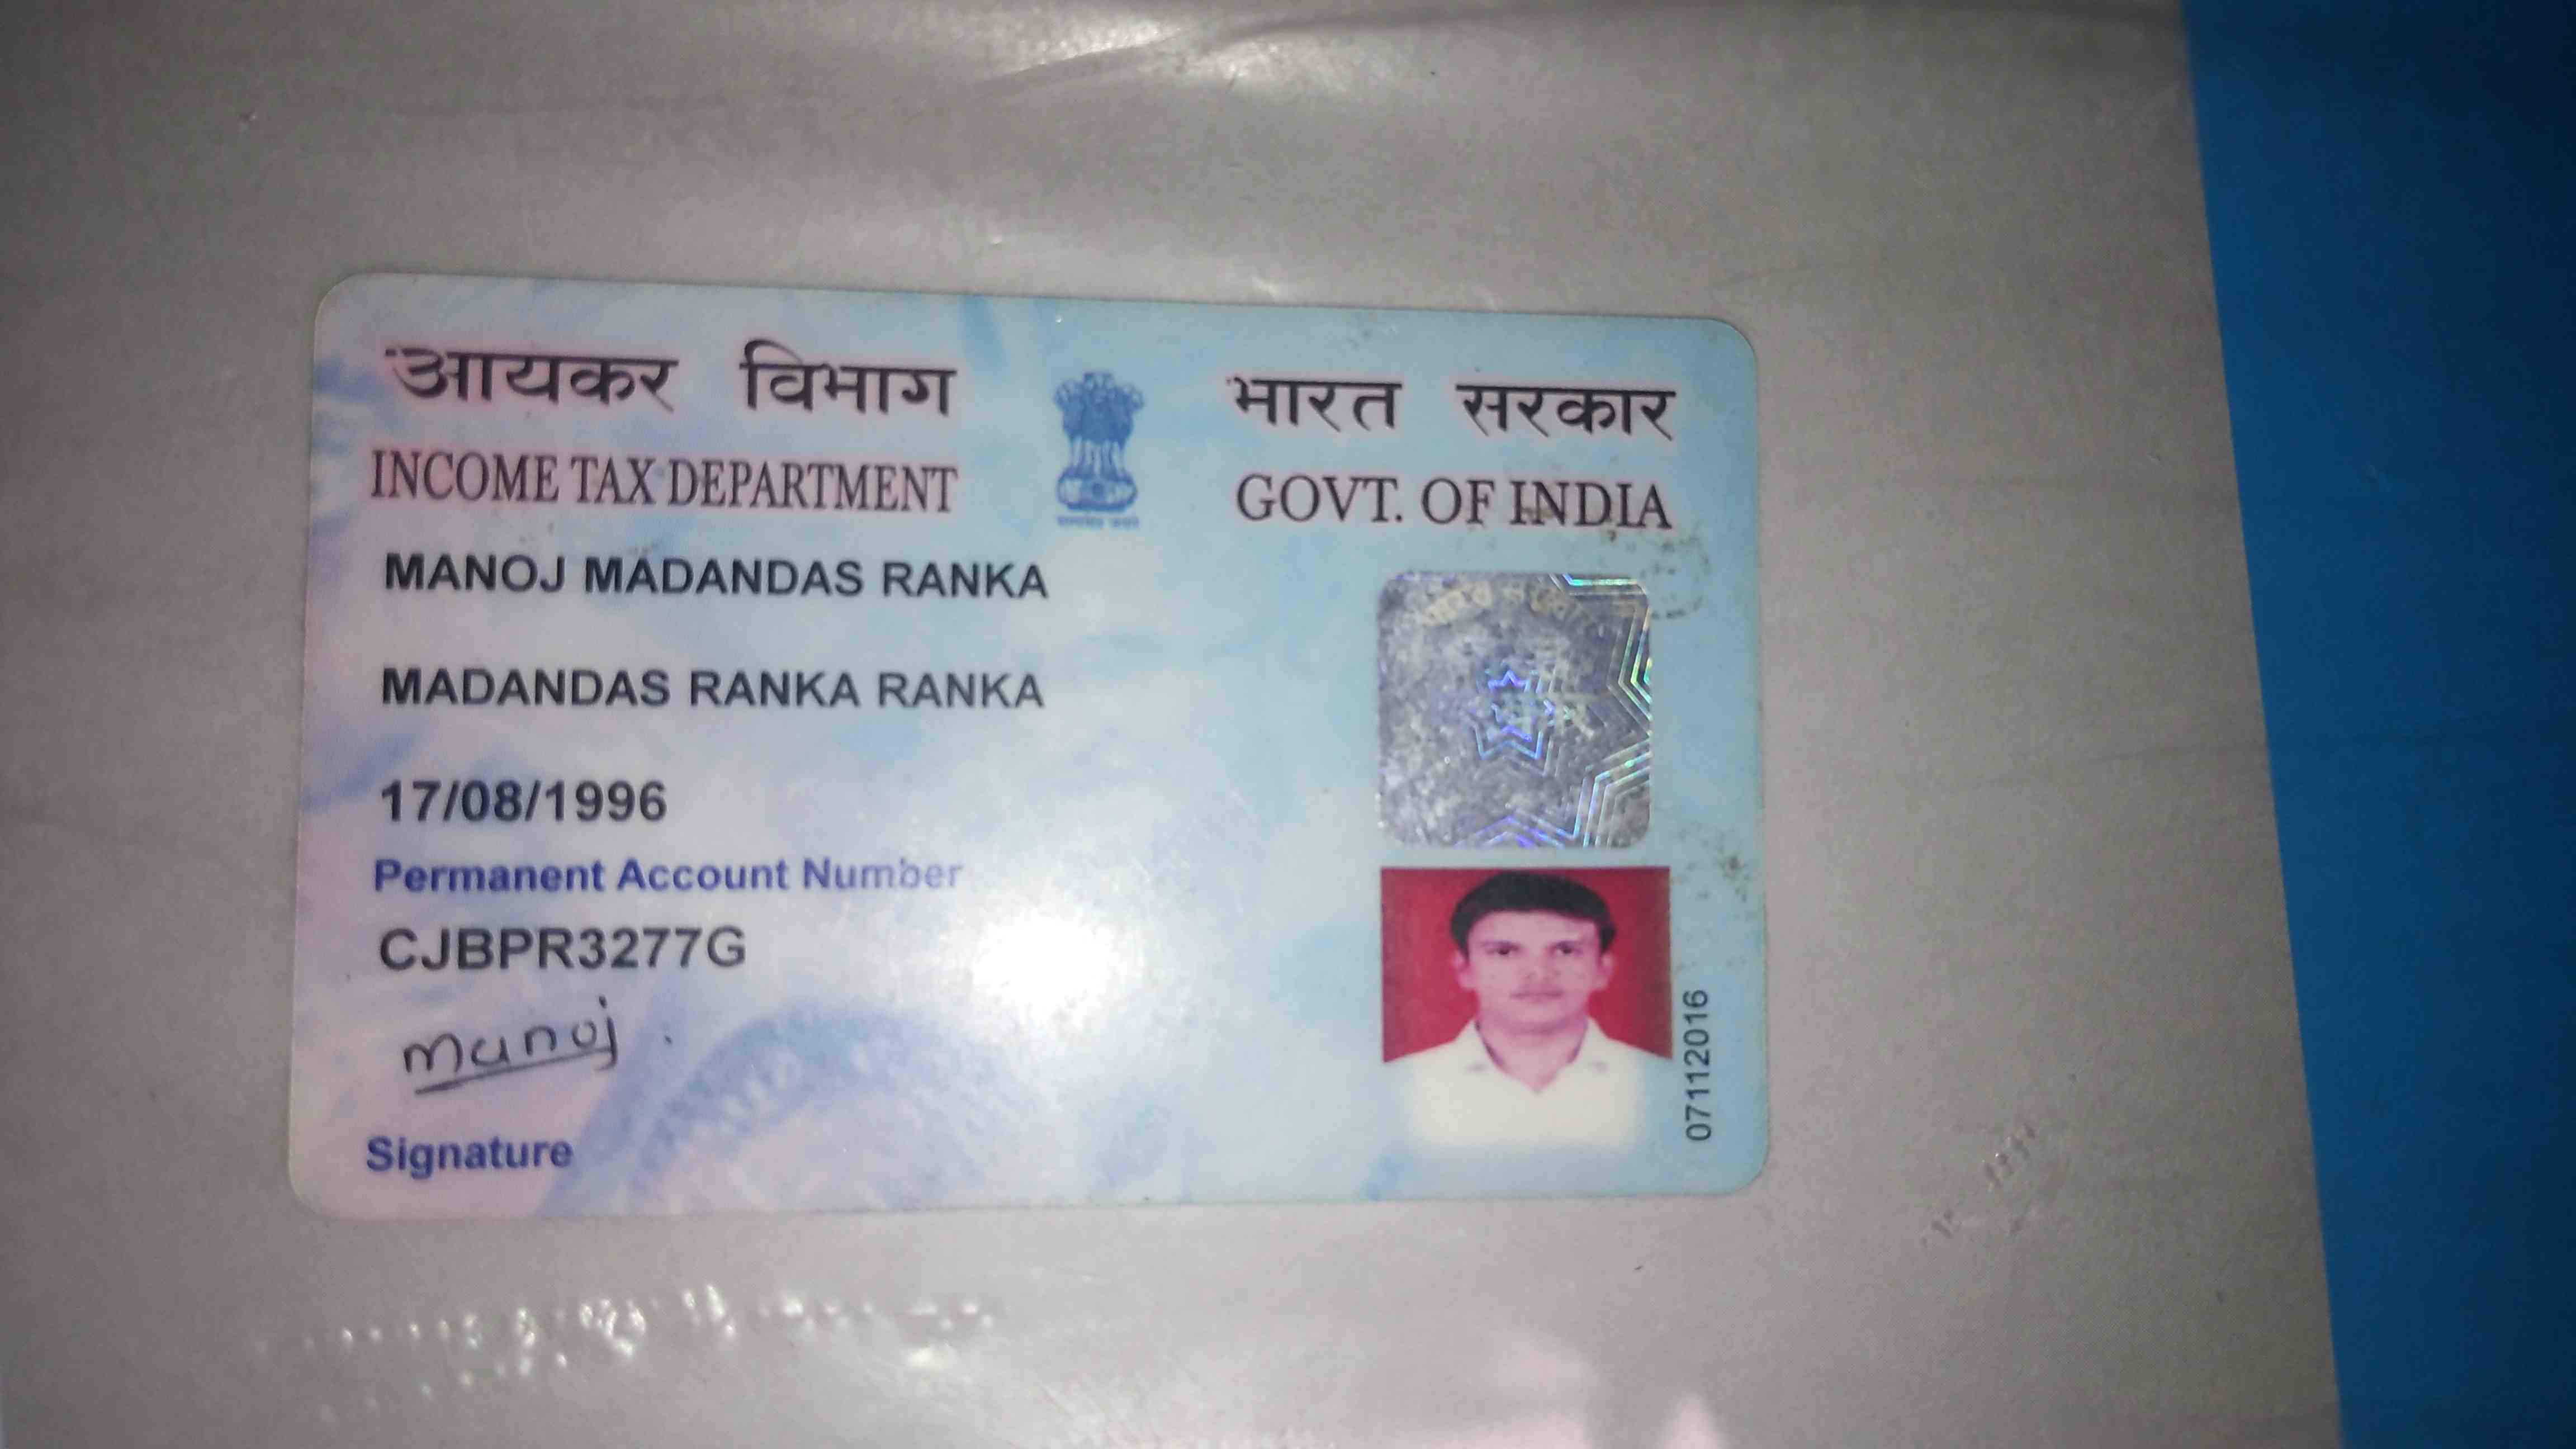 आयकर विभाग
INCOME TAX DEPARTMENT
भारत सरकार
GOVT. OF INDIA
MANOJ MADANDAS RANKA
MADANDAS RANKA RANKA
17/08/1996
Permanent Account Number
CJBPR3277G
manoj
Signature
07112016